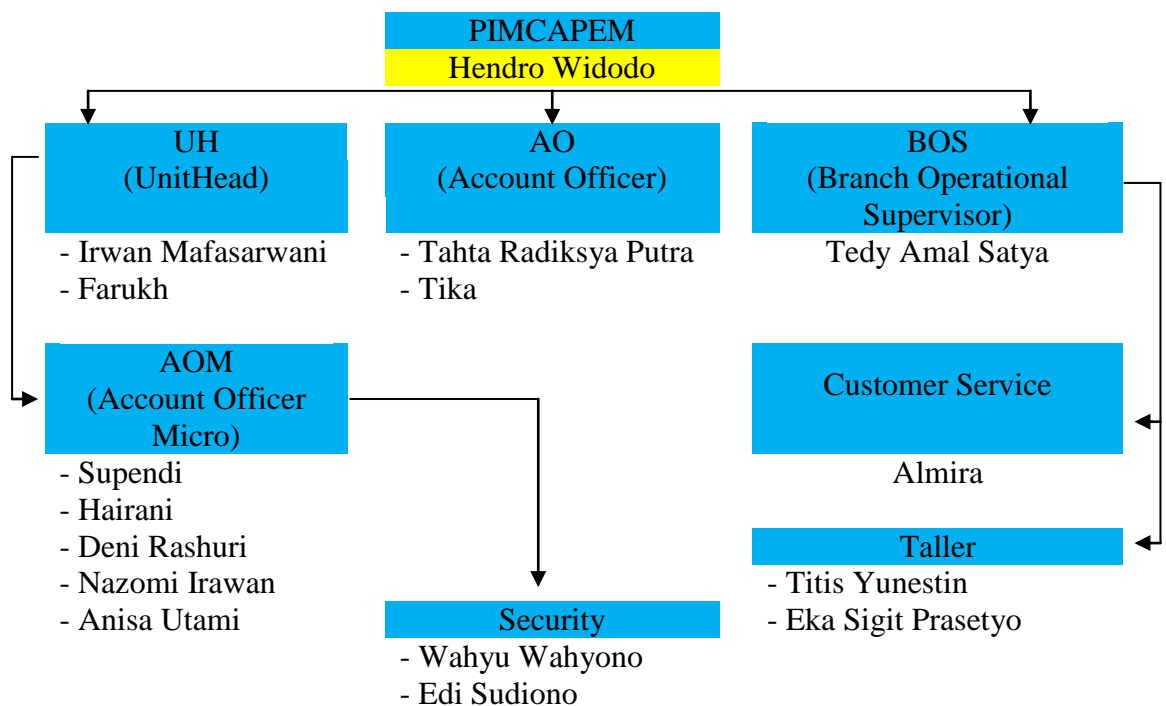 PIMCAPEM
Hendro Widodo
UH
(UnitHead)
- Irwan Mafasarwani
- Farukh
AO
(Account Officer)
- Tahta Radiksya Putra
- Tika
BOS
(Branch Operational
Supervisor)
Tedy Amal Satya
AOM
(Account Officer
Micro)
- Supendi
- Hairani
- Deni Rashuri
- Nazomi Irawan
- Anisa Utami
Customer Service
Almira
Taller
- Titis Yunestin
- Eka Sigit Prasetyo
Security
- Wahyu Wahyono
- Edi Sudiono